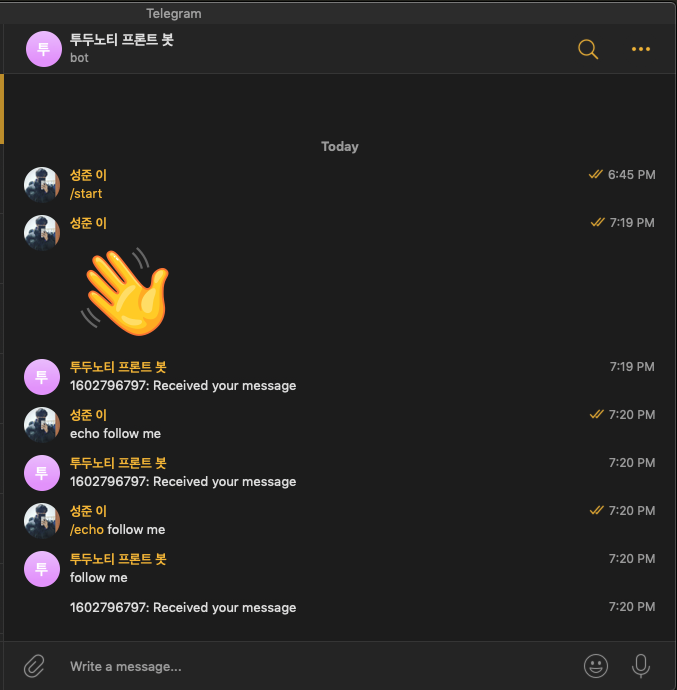 Telegram
투
투두노티 프론트 봇
bot
Today
성준 이
6:45 PM
/start
성준 이
7:19 PM
투
투두노티 프론트 봇
7:19 PM
1602796797: Received your message
성준 이
7:20 PM
echo follow me
투
투두노티 프론트 봇
7:20 PM
1602796797: Received your message
성준 이
7:20 PM
/echo follow me
투
투두노티 프론트 봇
7:20 PM
follow me
1602796797: Received your message
7:20 PM
Write a message...